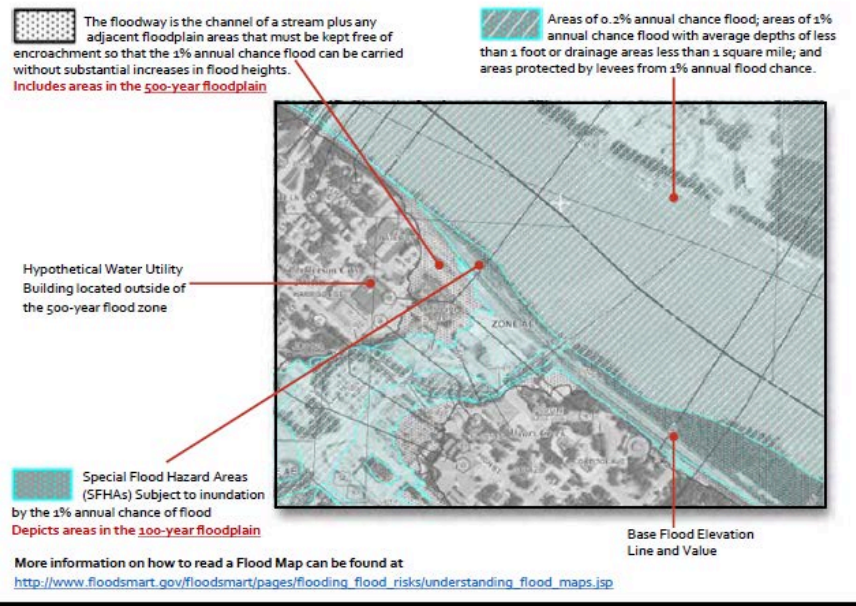 The floodway is the channel of a stream plus any
adjacent floodplain areas that must be kept free of
encroachment so that the 1% annual chance flood can be carried
without substantial increases in flood heights.
Includes areas in the 500-year floodplain
Areas of 0.2% annual chance flood; areas of 1%
annual chance flood with average depths of less
than 1 foot or drainage areas less than 1 square mile; and
areas protected by levees from 1% annual flood chance.
Hypothetical Water Utility
Building located outside of
the 500-year flood zone
ZONE AE
Special Flood Hazard Areas
(SFHAs) Subject to inundation
by the 1% annual chance of flood
Depicts areas in the 100-year floodplain
Base Flood Elevation
Line and Value
More information on how to read a Flood Map can be found at
http://www.floodsmart.gov/floodsmart/pages/flooding_flood_risks/understanding_flood_maps.jsp